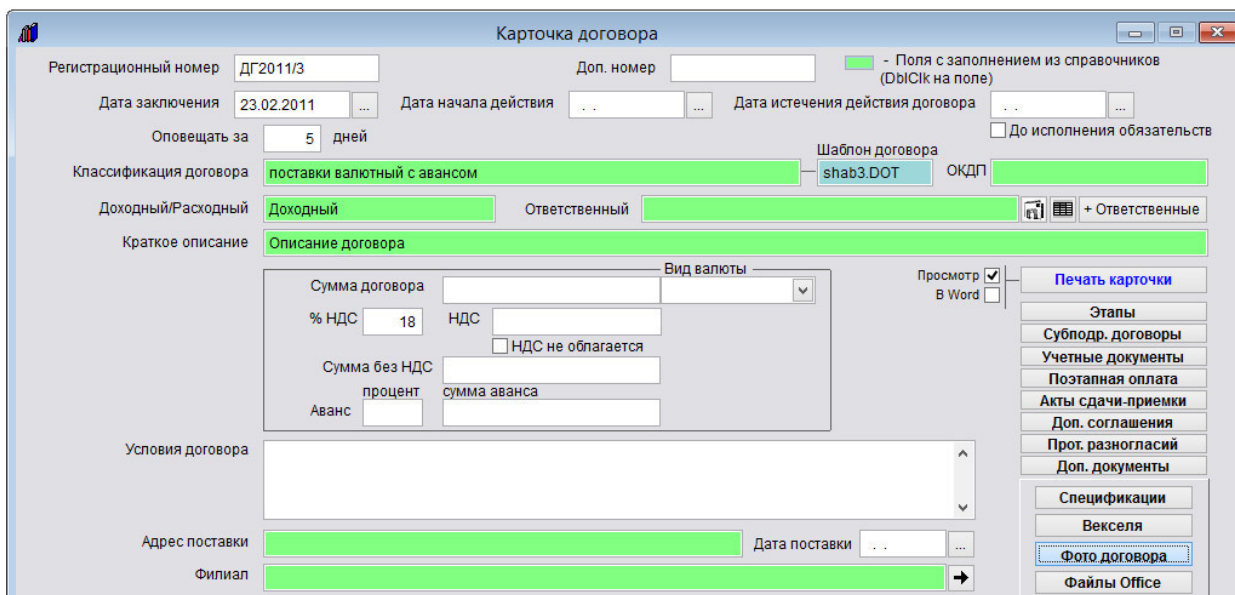 Карточка договора
Регистрационный номер ДГ2011/3 Доп. номер - Поля с заполнением из справочников
(DblClk на поле)
Дата заключения 23.02.2011 ... Дата начала действия . . ... Дата истечения действия договора . . ...
Оповещать за 5 дней До исполнения обязательств
Шаблон договора
Классификация договора поставки валютный с авансом shab3.DOT ОКДП
Доходный/Расходный Доходный Ответственный + Ответственные
Краткое описание Описание договора
Вид валюты
Сумма договора Просмотр Печать карточки
В Word
% НДС 18 НДС Этапы
НДС не облагается Субподр. договоры
Сумма без НДС Учетные документы
процент сумма аванса Поэтапная оплата
Аванс Акты сдачи-приемки
Доп. соглашения
Условия договора Прот. разногласий
Доп. документы
Спецификации
Векселя
Адрес поставки Дата поставки . . ... Фото договора
Филиал Файлы Office